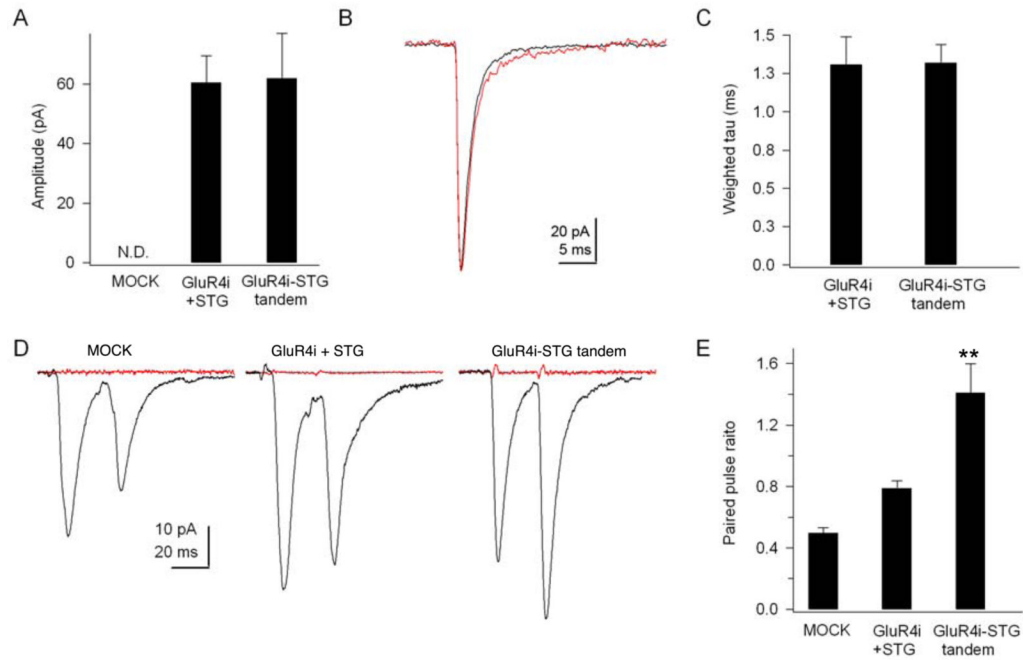 A
Amplitude (pA)
60
40
20
0
N.D.
MOCK
GluR4i
+STG
GluR4i-STG
tandem
B
20 pA
5 ms
C
Weighted tau (ms)
1.5
1.3
1.0
0.8
0.5
0.3
0.0
GluR4i
+STG
GluR4i-STG
tandem
D
MOCK
GluR4i + STG
GluR4i-STG tandem
10 pA
20 ms
E
Paired pulse raito
1.6
1.2
0.8
0.4
0.0
**
MOCK
GluR4i
+STG
GluR4i-STG
tandem